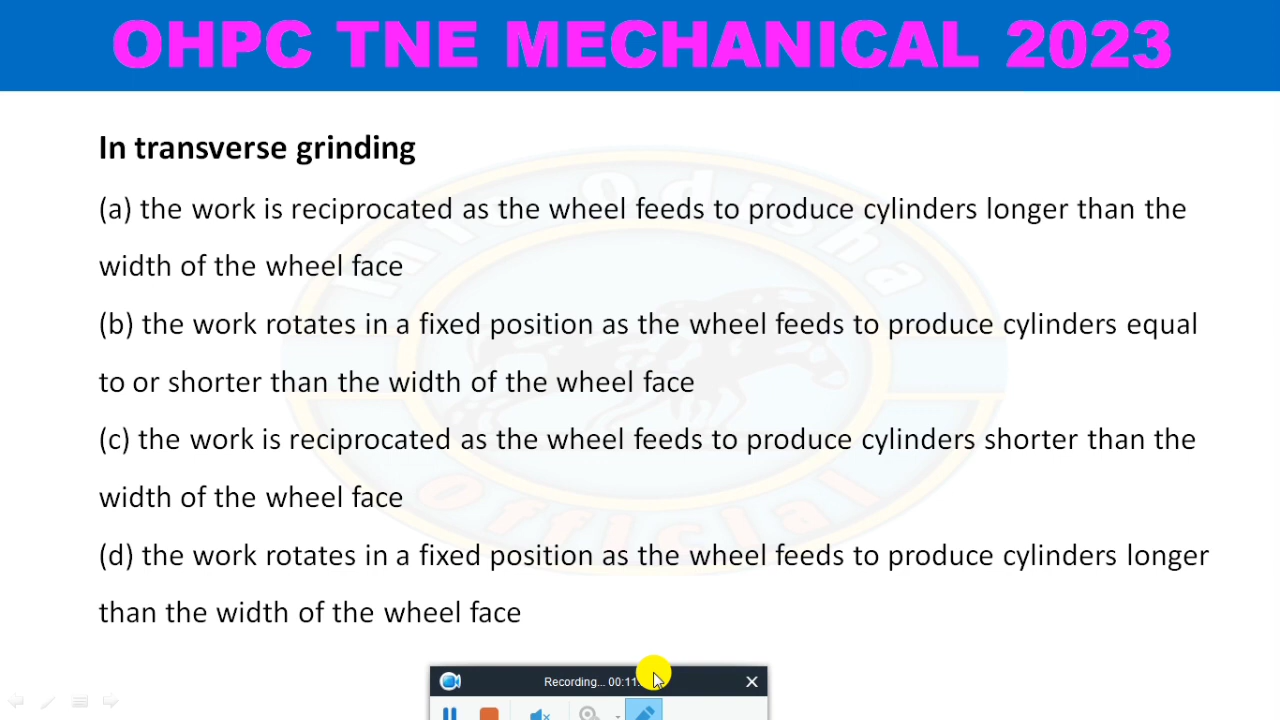 OHPC TNE MECHANICAL 2023
In transverse grinding
(a) the work is reciprocated as the wheel feeds to produce cylinders longer than the
width of the wheel face
(b) the work rotates in a fixed position as the wheel feeds to produce cylinders equal
to or shorter than the width of the wheel face
(c) the work is reciprocated as the wheel feeds to produce cylinders shorter than the
width of the wheel face
(d) the work rotates in a fixed position as the wheel feeds to produce cylinders longer
than the width of the wheel face
Info Odisha
Official
Recording... 00:11: